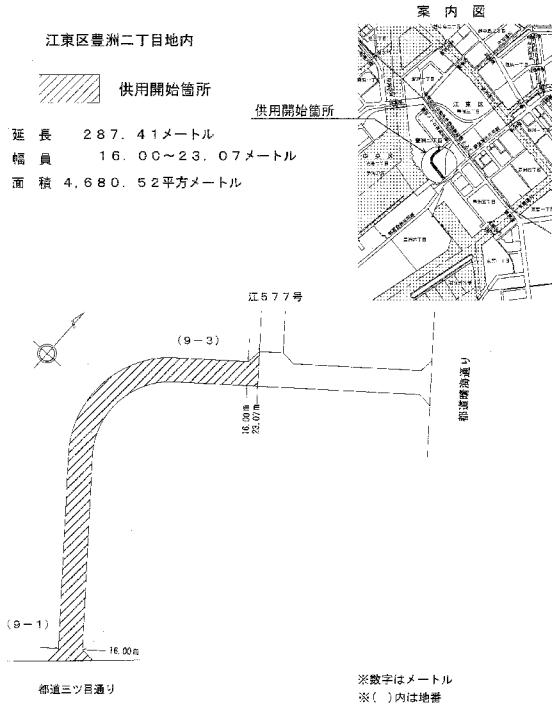 案内図
江東区豊洲二丁目地内
供用開始箇所
延長 287.41メートル
幅員 16.00～23.07メートル
面積 4,680.52平方メートル
供用開始箇所
江東区
豊洲二丁目
江577号
(9-3)
16.00m
23.07m
都道晴海通り
(9-1)
16.00m
都道三ツ目通り
※数字はメートル
※( )内は地番